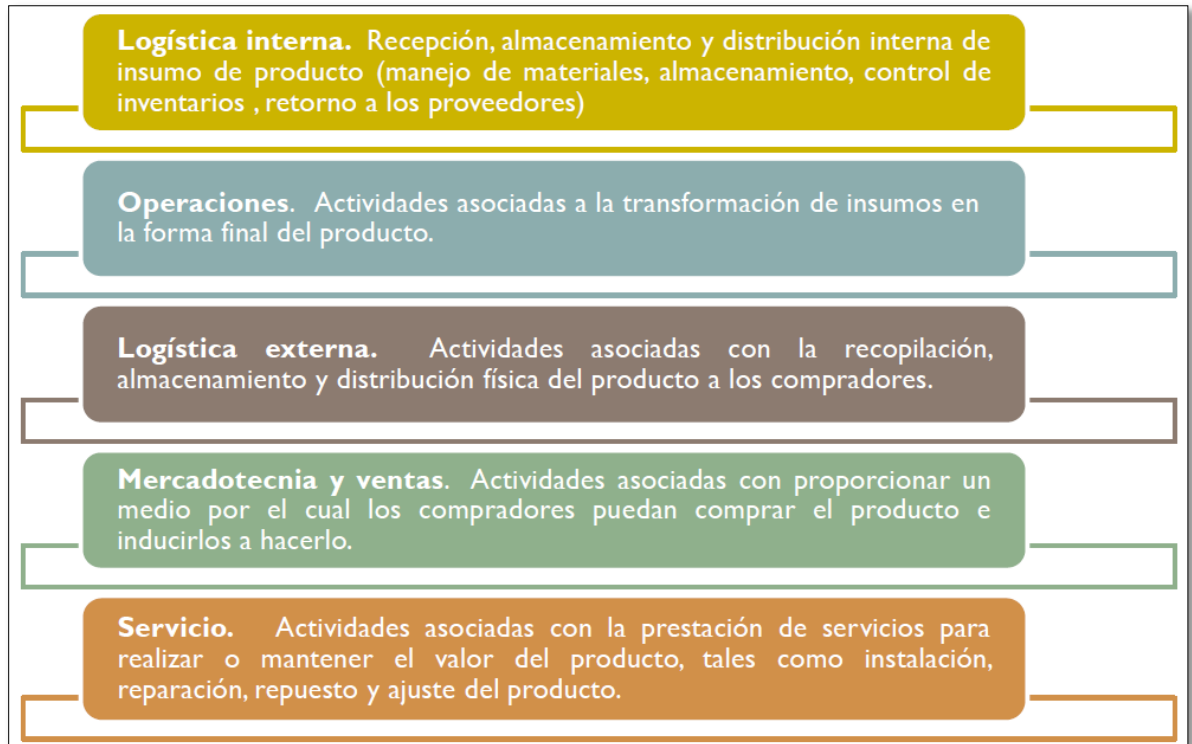 Logística interna. Recepción, almacenamiento y distribución interna de
insumo de producto (manejo de materiales, almacenamiento, control de
inventarios , retorno a los proveedores)
Operaciones. Actividades asociadas a la transformación de insumos en
la forma final del producto.
Logística externa. Actividades asociadas con la recopilación,
almacenamiento y distribución física del producto a los compradores.
Mercadotecnia y ventas. Actividades asociadas con proporcionar un
medio por el cual los compradores puedan comprar el producto e
inducirlos a hacerlo.
Servicio. Actividades asociadas con la prestación de servicios para
realizar o mantener el valor del producto, tales como instalación,
reparación, repuesto y ajuste del producto.